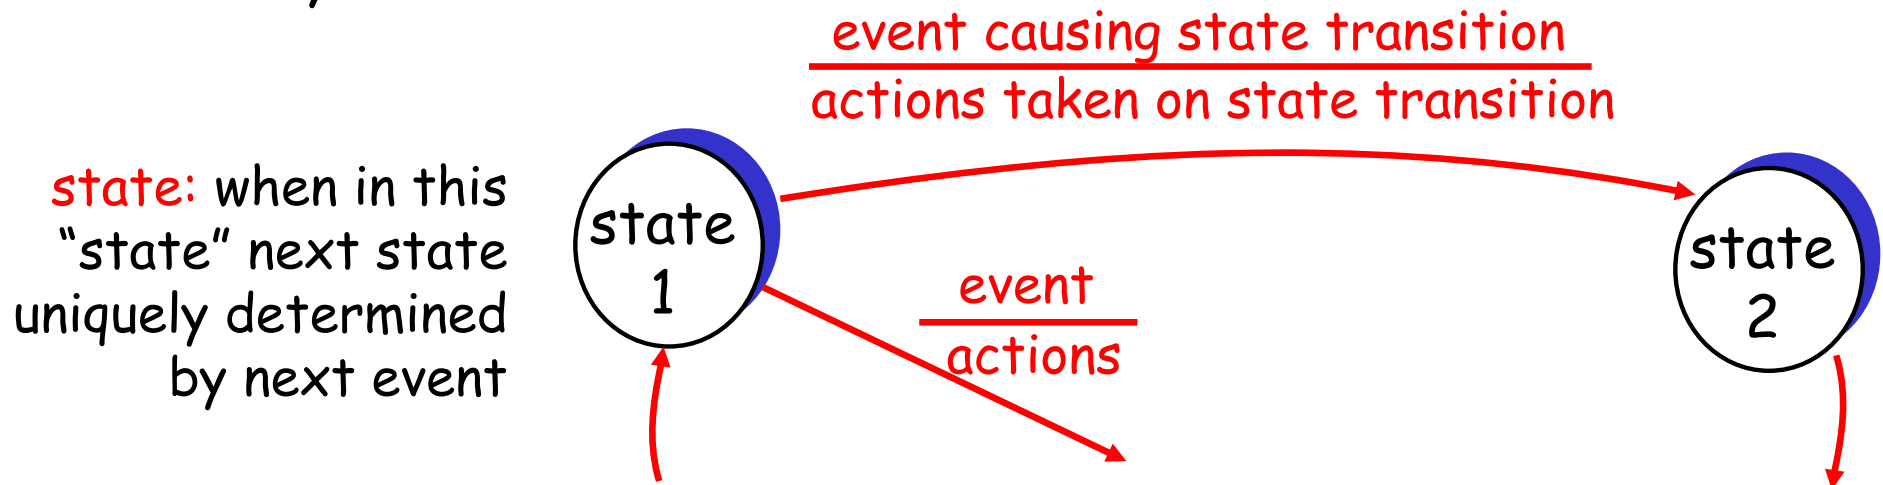 event causing state transition
actions taken on state transition
state: when in this
“state” next state
uniquely determined
by next event
state
1
event
actions
state
2